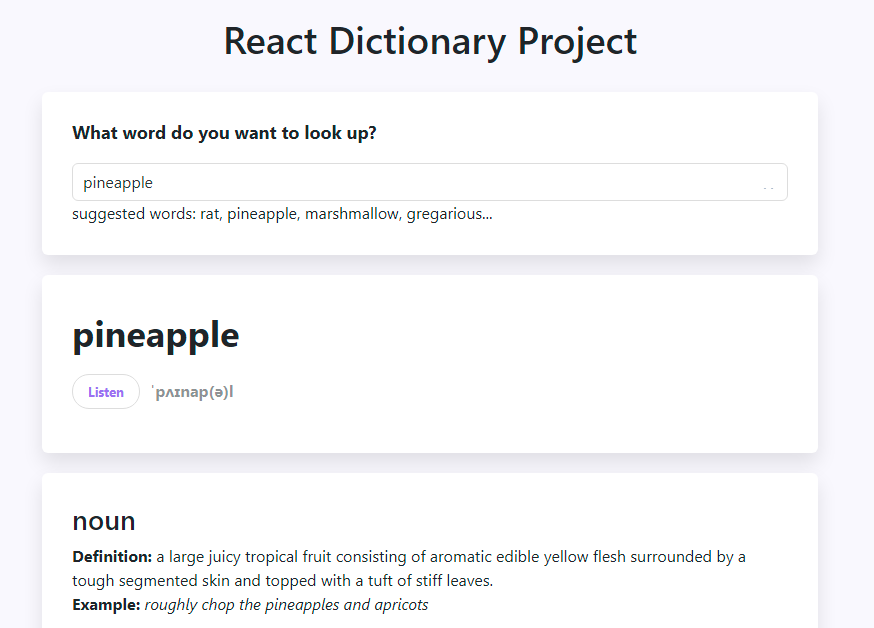 React Dictionary Project
What word do you want to look up?
pineapple
suggested words: rat, pineapple, marshmallow, gregarious...
pineapple
Listen ˈpʌɪnap(ə)l
noun
Definition: a large juicy tropical fruit consisting of aromatic edible yellow flesh surrounded by a
tough segmented skin and topped with a tuft of stiff leaves.
Example: roughly chop the pineapples and apricots